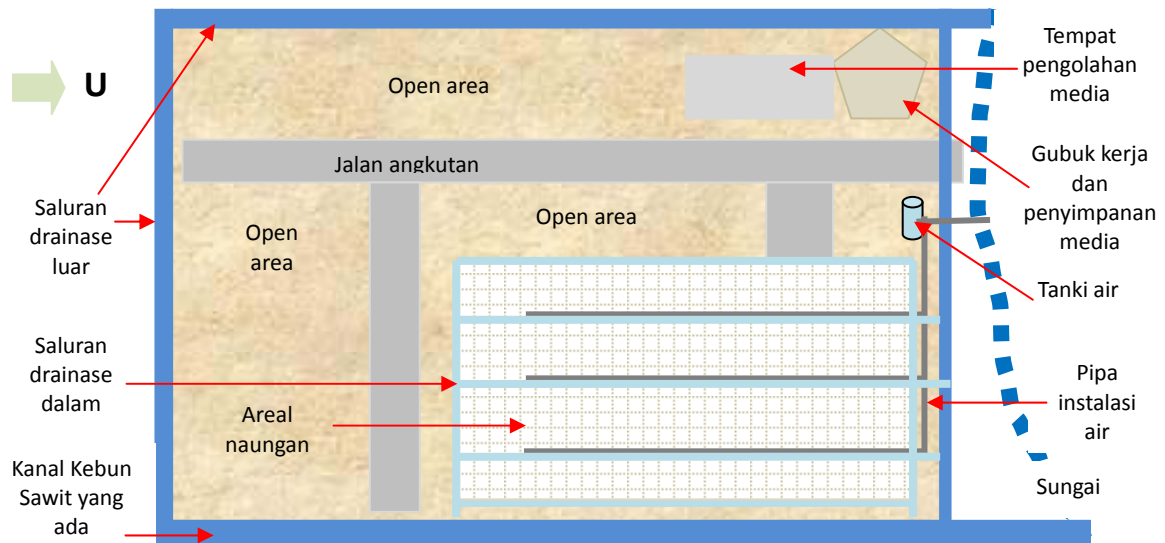 U
Saluran
drainase
luar
Saluran
drainase
dalam
Kanal Kebun
Sawit yang
ada
Open area
Jalan angkutan
Open
area
Open area
Areal
naungan
Tempat
pengolahan
media
Gubuk kerja
dan
penyimpanan
media
Tanki air
Pipa
instalasi
air
Sungai